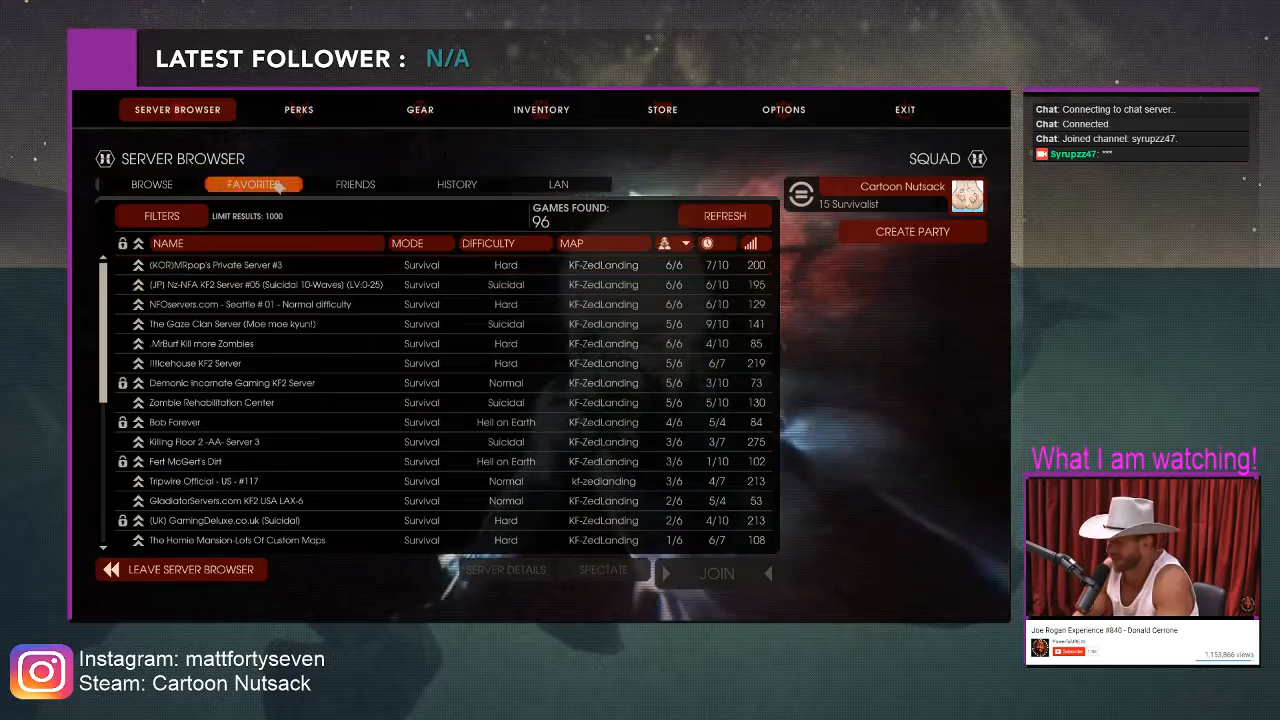 LATEST FOLLOWER : N/A
SERVER BROWSER PERKS GEAR INVENTORY STORE OPTIONS EXIT
SERVER BROWSER
SQUAD
BROWSE FAVORITES FRIENDS HISTORY LAN
Cartoon Nutsack
15 Survivalist
CREATE PARTY
FILTERS LIMIT RESULTS: 1000
GAMES FOUND:
96
REFRESH
NAME MODE DIFFICULTY MAP
(KOR)MRpop's Private Server #3 Survival Hard KF-ZedLanding 6/6 7/10 200
(JP) Nz-NFA KF2 Server #05 (Suicidal 10-Waves) (LV:0-25) Survival Suicidal KF-ZedLanding 6/6 6/10 195
NFOservers.com - Seattle # 01 - Normal difficulty Survival Hard KF-ZedLanding 6/6 6/10 129
The Gaze Clan Server (Moe moe kyun!) Survival Suicidal KF-ZedLanding 5/6 9/10 141
.MrBurf Kill more Zombies Survival Hard KF-ZedLanding 6/6 4/10 85
!!!Icehouse KF2 Server Survival Hard KF-ZedLanding 5/6 6/7 219
Demonic Incarnate Gaming KF2 Server Survival Normal KF-ZedLanding 5/6 3/10 73
Zombie Rehabilitation Center Survival Suicidal KF-ZedLanding 5/6 5/10 130
Bob Forever Survival Hell on Earth KF-ZedLanding 4/6 5/4 84
Killing Floor 2 -AA- Server 3 Survival Suicidal KF-ZedLanding 3/6 3/7 275
Fert McGert's Dirt Survival Hell on Earth KF-ZedLanding 3/6 1/10 102
Tripwire Official - US - #117 Survival Normal kf-zedlanding 3/6 4/7 213
GladiatorServers.com KF2 USA LAX-6 Survival Normal KF-ZedLanding 2/6 5/4 53
(UK) GamingDeluxe.co.uk (Suicidal) Survival Hard KF-ZedLanding 2/6 4/10 213
The Homie Mansion-Lots Of Custom Maps Survival Hard KF-ZedLanding 1/6 6/7 108
LEAVE SERVER BROWSER SERVER DETAILS SPECTATE JOIN
Chat: Connecting to chat server..
Chat: Connected.
Chat: Joined channel: syrupzz47.
Syrupzz47: ***
What I am watching!
Joe Rogan Experience #840 - Donald Cerrone
PowerfulJRE
Subscribe
1,153,866 views
Instagram: mattfortyseven
Steam: Cartoon Nutsack